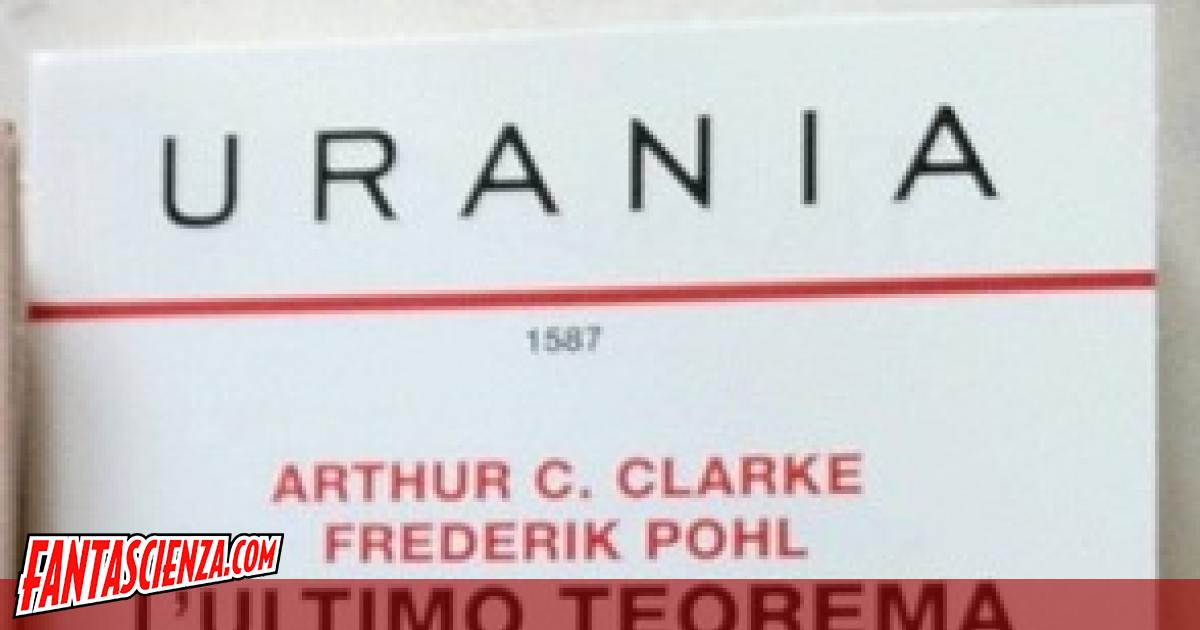 URANIA
1587
ARTHUR C. CLARKE
FREDERIK POHL
FANTASCIENZA.COM
L'ULTIMO TEOREMA